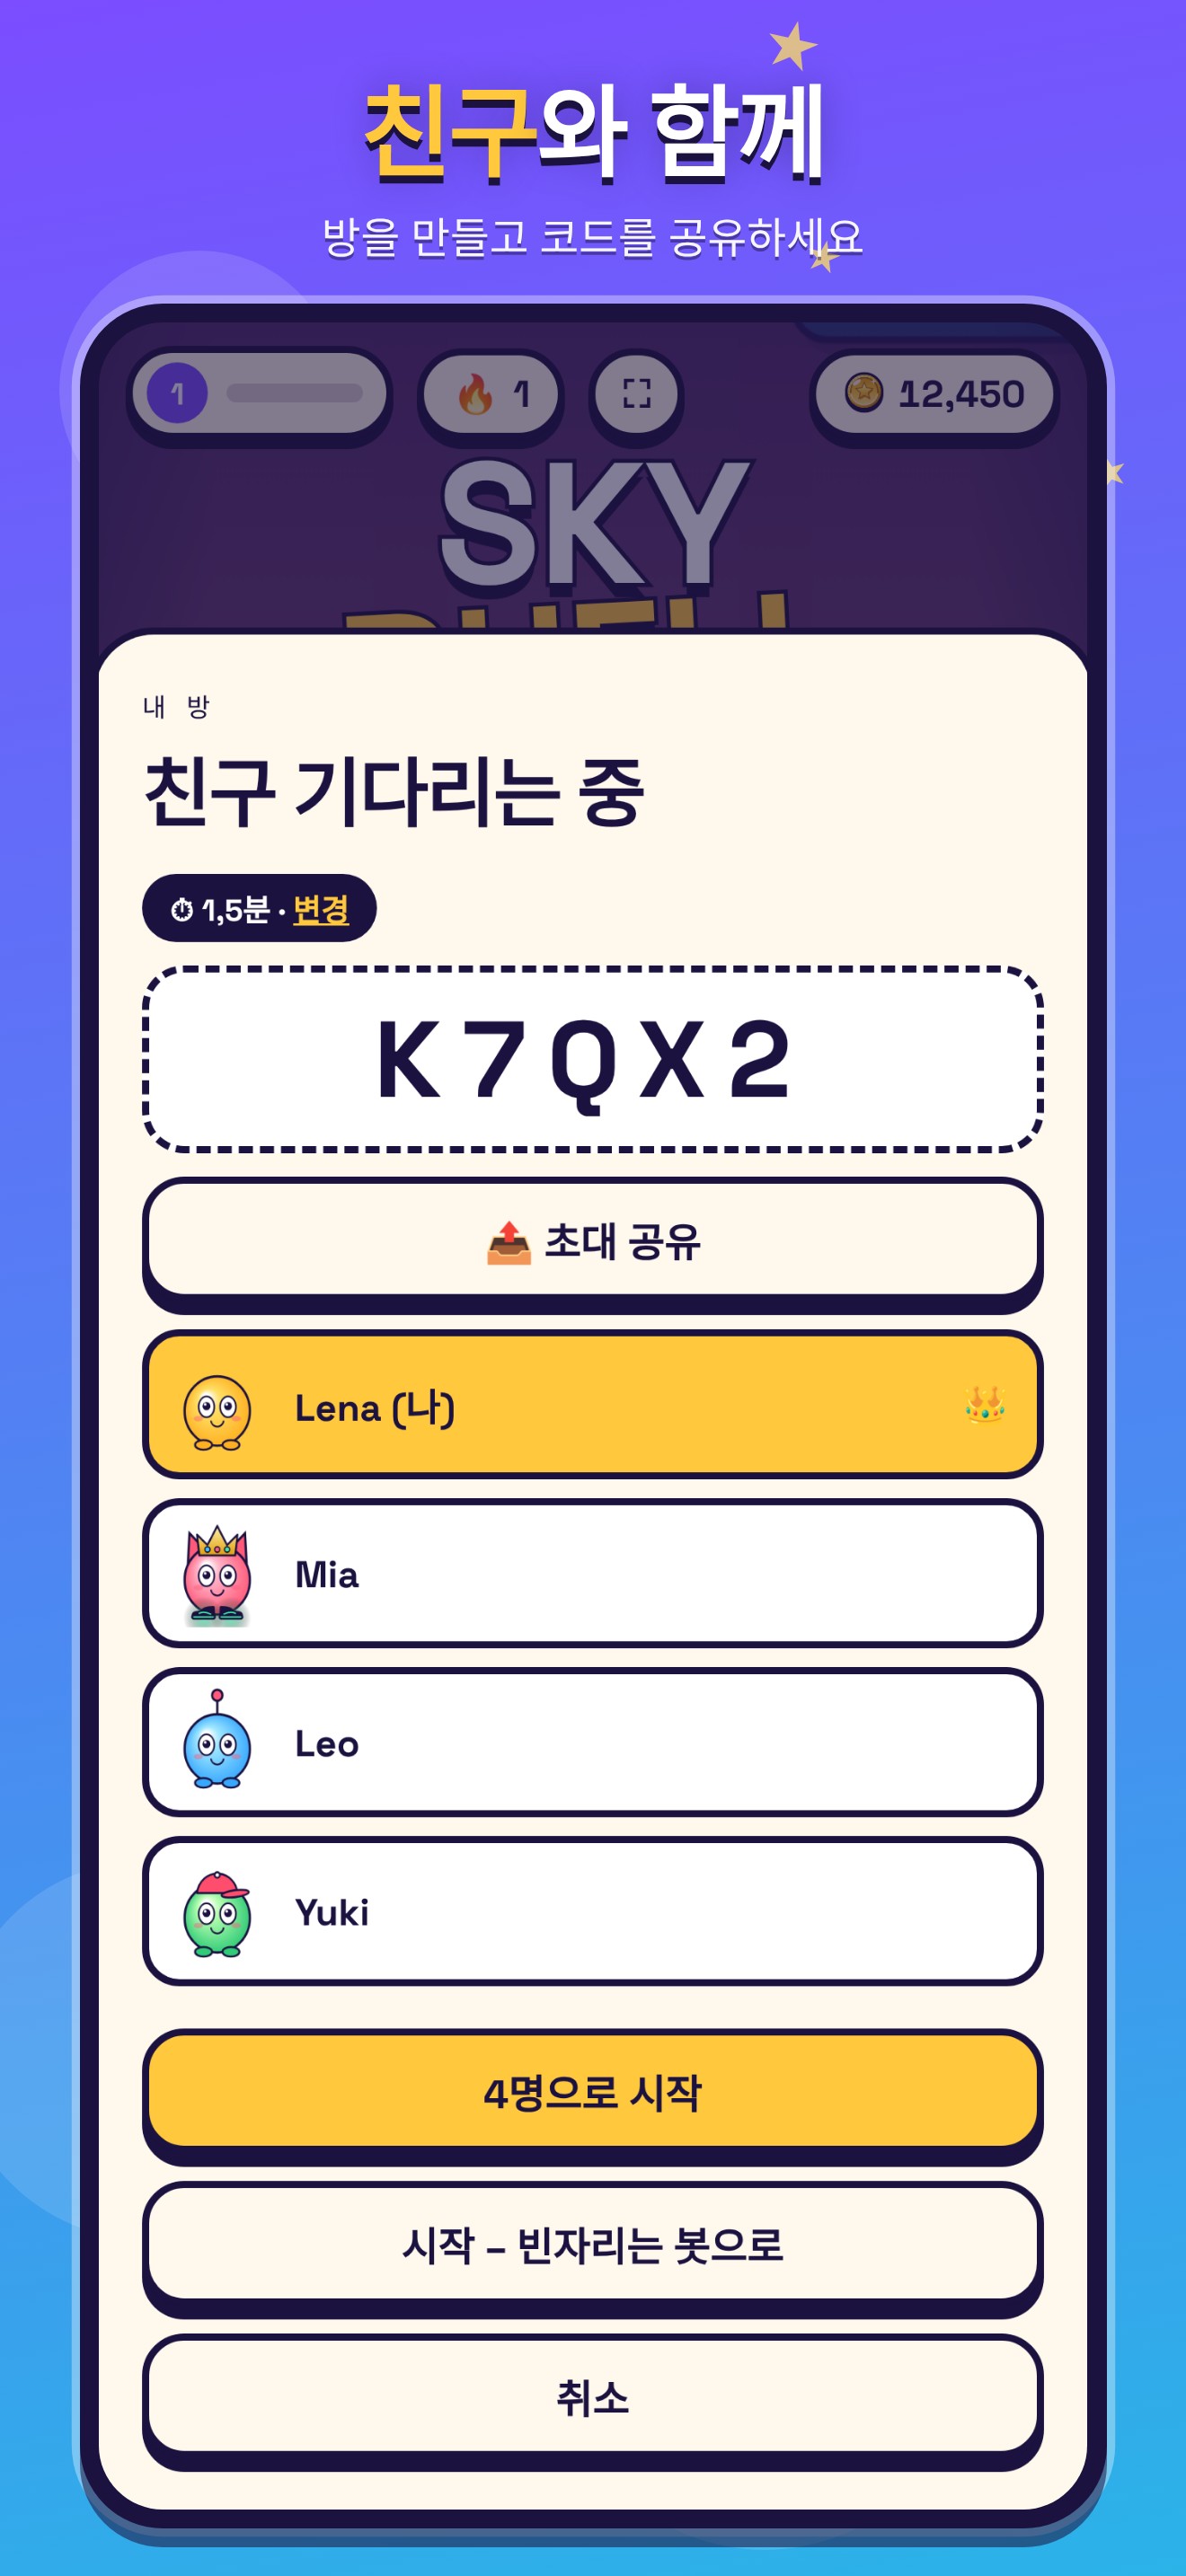 친구와 함께
방을 만들고 코드를 공유하세요
1 🔥 1 12,450
SKY
내 방
친구 기다리는 중
⏱ 1,5분 · 변경
K7QX2
📤 초대 공유
Lena (나) 👑
Mia
Leo
Yuki
4명으로 시작
시작 – 빈자리는 봇으로
취소